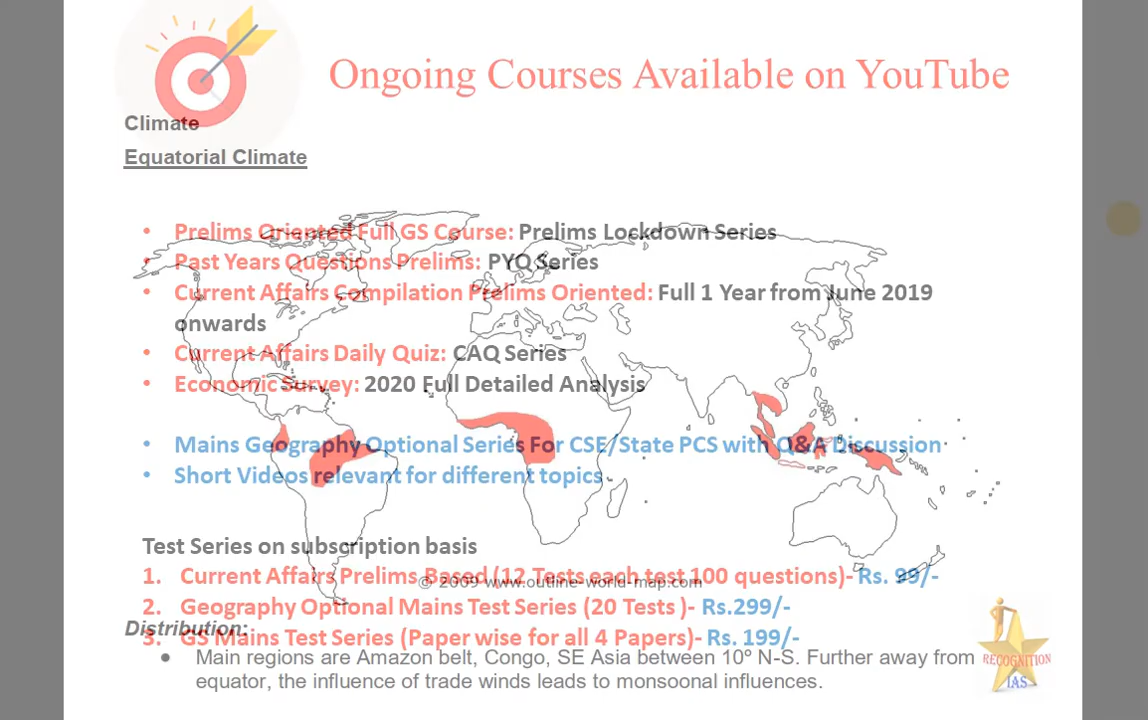 Ongoing Courses Available on YouTube
Climate
Equatorial Climate
• Prelims Oriented Full GS Course: Prelims Lockdown Series
• Past Years Questions Prelims: PYQ Series
• Current Affairs Compilation Prelims Oriented: Full 1 Year from June 2019
onwards
• Current Affairs Daily Quiz: CAQ Series
• Economic Survey: 2020 Full Detailed Analysis
• Mains Geography Optional Series For CSE/State PCS with Q&A Discussion
• Short Videos relevant for different topics
Test Series on subscription basis
1. Current Affairs Prelims Based (12 Tests each test 100 questions)- Rs. 99/-
© 2009 www.outline-world-map.com
2. Geography Optional Mains Test Series (20 Tests )- Rs.299/-
Distribution:
3. GS Mains Test Series (Paper wise for all 4 Papers)- Rs. 199/-
● Main regions are Amazon belt, Congo, SE Asia between 10º N-S. Further away from
equator, the influence of trade winds leads to monsoonal influences.
RECOGNITION
IAS